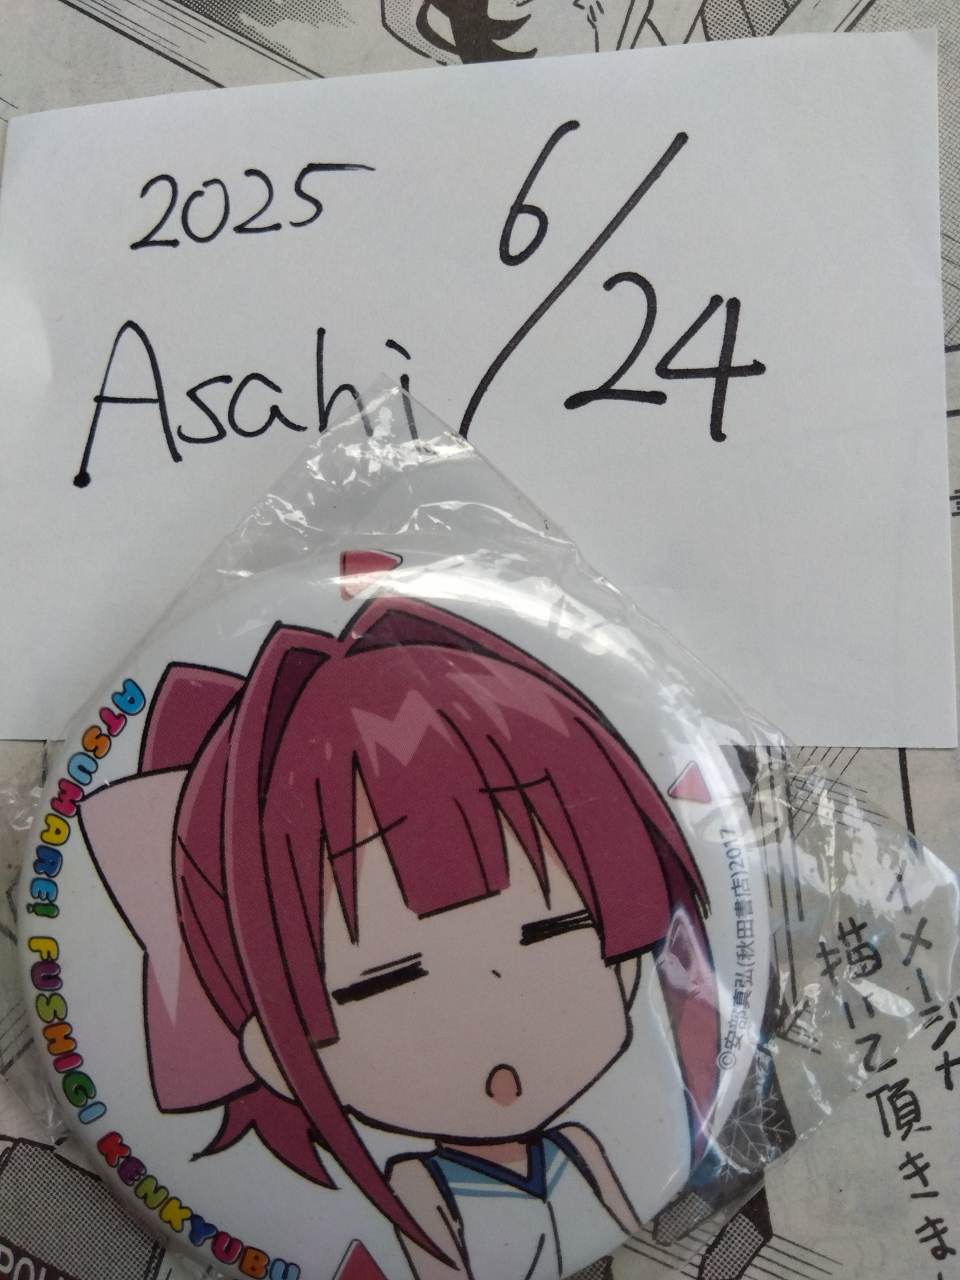 2025 6/24
Asahi
ATSUMARE! FUSHIGI KENKYUBU
©安部真弘(秋田書店)2017
イメージ
描いて頂きま